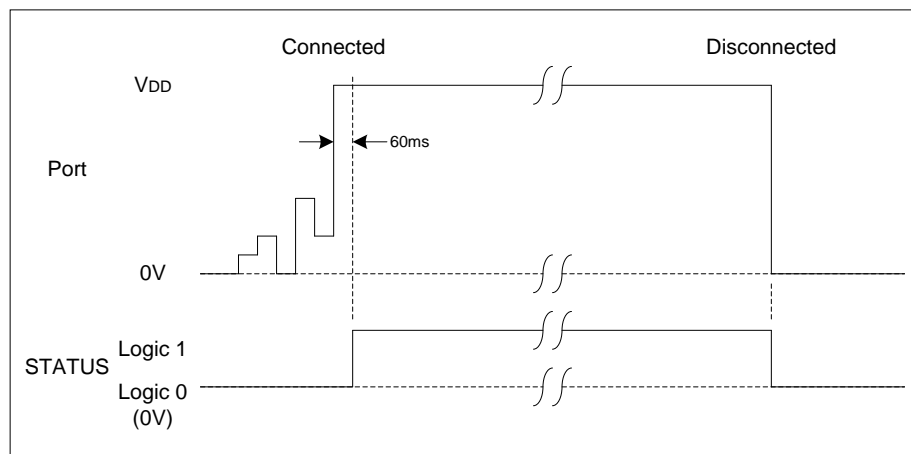 Connected
Disconnected
VDD
60ms
Port
0V
Logic 1
STATUS
Logic 0
(0V)